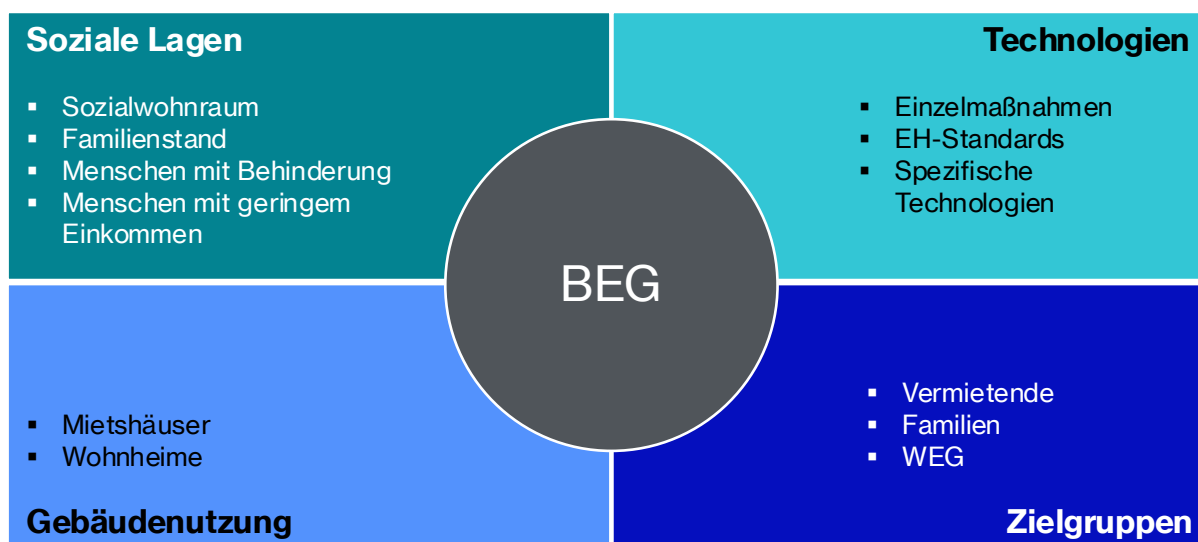 Soziale Lagen
▪ Sozialwohnraum
▪ Familienstand
▪ Menschen mit Behinderung
▪ Menschen mit geringem
Einkommen
Technologien
▪ Einzelmaßnahmen
▪ EH-Standards
▪ Spezifische
Technologien
BEG
▪ Mietshäuser
▪ Wohnheime
Gebäudenutzung
▪ Vermietende
▪ Familien
▪ WEG
Zielgruppen